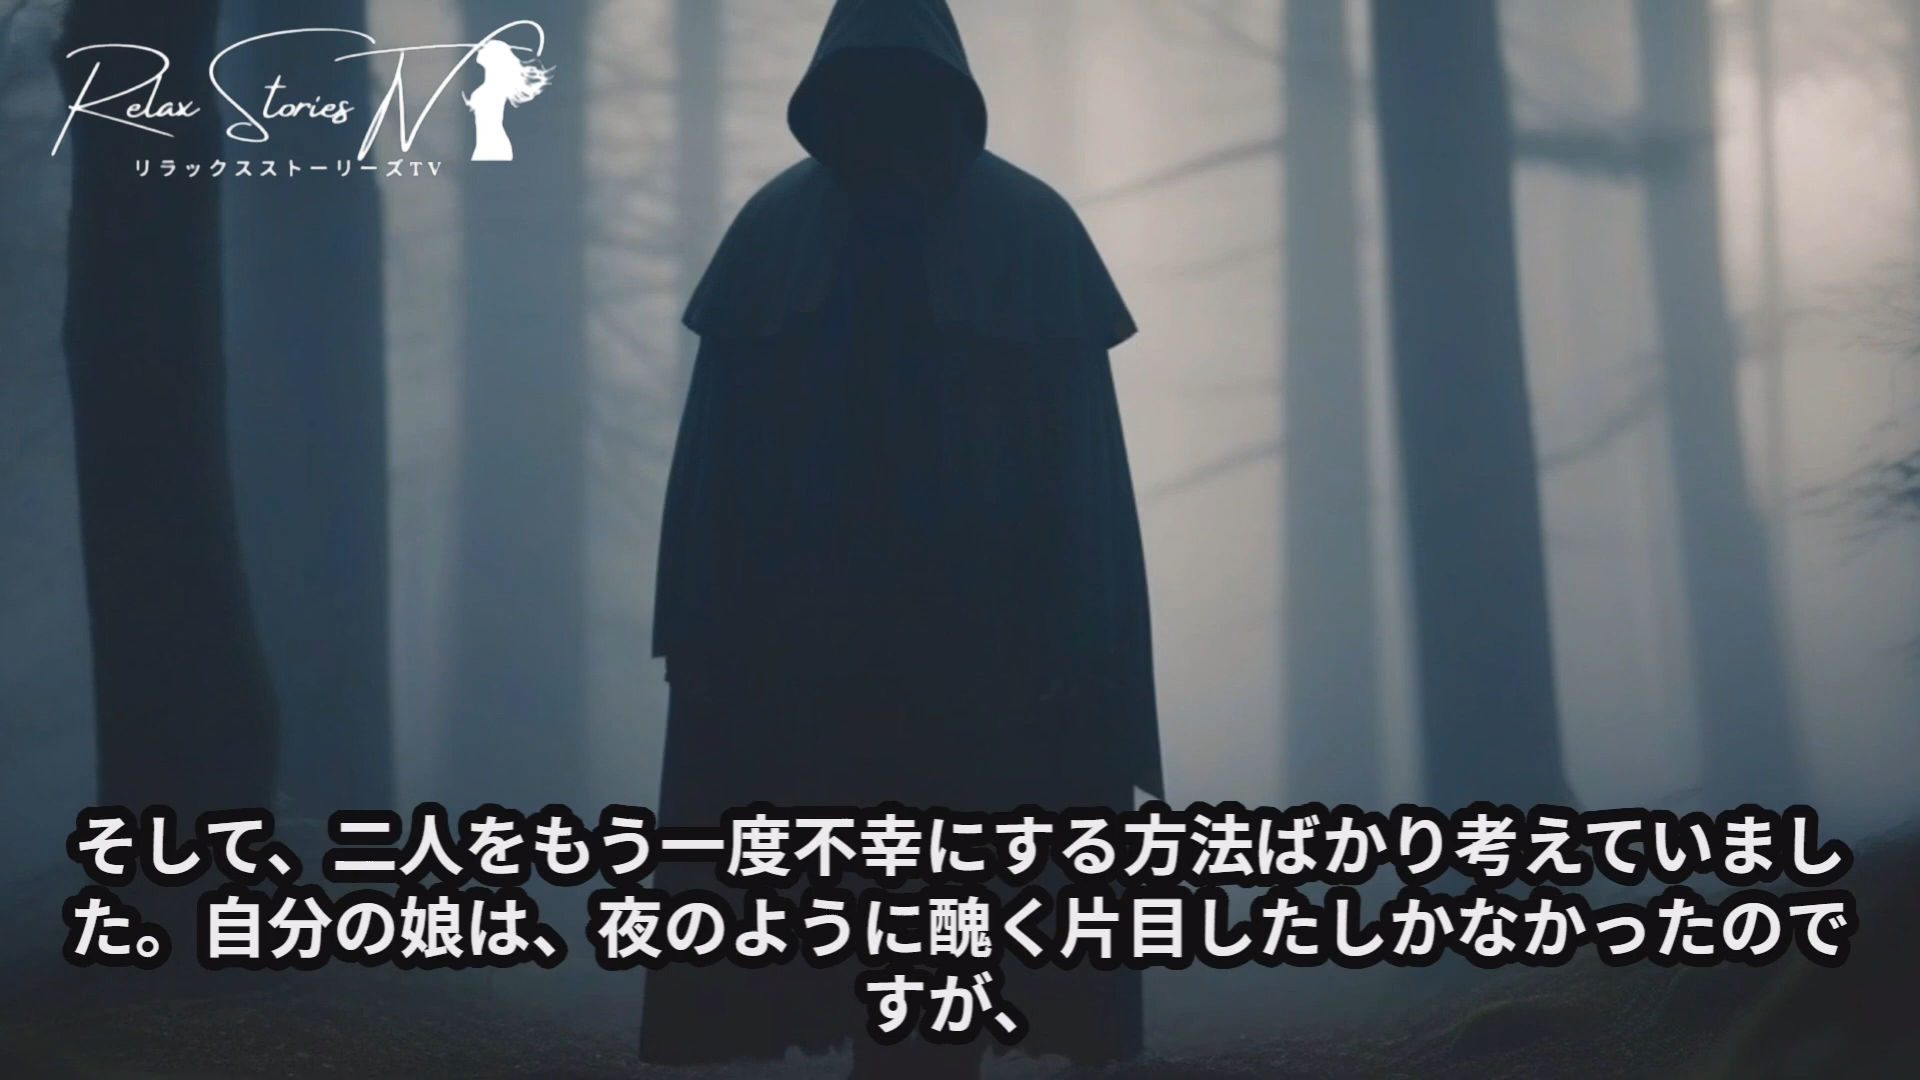 Relax Stories TV
リラックスストーリーズTV
そして、二人をもう一度不幸にする方法ばかり考えていまし
た。自分の娘は、夜のように醜く片目したしかなかったので
すが、